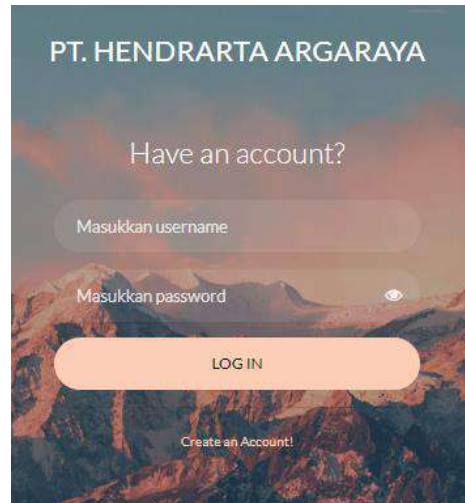 PT. HENDRARTA ARGARAYA
Have an account?
Masukkan username
Masukkan password
LOG IN
Create an Account!